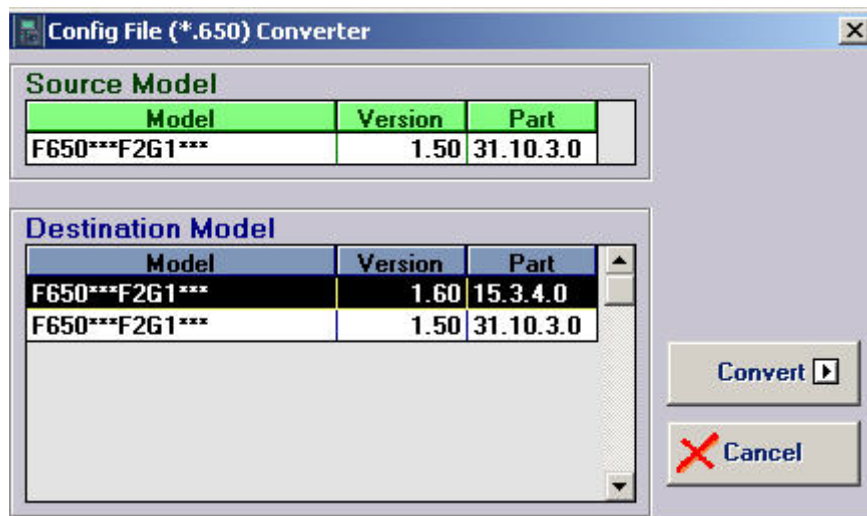 Config File (*.650) Converter
Source Model
Model Version Part
F650***F2G1*** 1.50 31.10.3.0
Destination Model
Model Version Part
F650***F2G1*** 1.60 15.3.4.0
F650***F2G1*** 1.50 31.10.3.0
Convert
Cancel